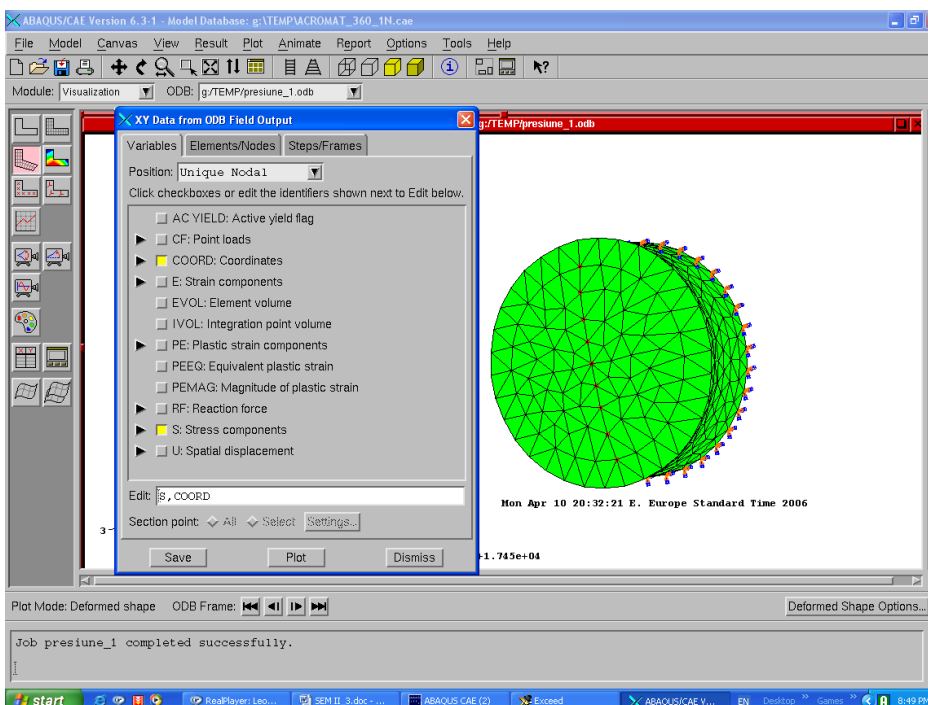 ABAQUS/CAE Version 6.3-1 - Model Database: g:\TEMP\ACROMAT_360_1N.cae
File Model Canvas View Result Plot Animate Report Options Tools Help
Module: Visualization ODB: g:/TEMP/presiune_1.odb
XY Data from ODB Field Output
g:/TEMP/presiune_1.odb
Variables Elements/Nodes Steps/Frames
Position: Unique Nodal
Click checkboxes or edit the identifiers shown next to Edit below.
AC YIELD: Active yield flag
CF: Point loads
COORD: Coordinates
E: Strain components
EVOL: Element volume
IVOL: Integration point volume
PE: Plastic strain components
PEEQ: Equivalent plastic strain
PEMAG: Magnitude of plastic strain
RF: Reaction force
S: Stress components
U: Spatial displacement
Edit: S,COORD
Mon Apr 10 20:32:21 E. Europe Standard Time 2006
Section point: All Select Settings...
3
Save Plot Dismiss
+1.745e+04
Plot Mode: Deformed shape ODB Frame:
Deformed Shape Options...
Job presiune_1 completed successfully.
start RealPlayer: Leo... SEM II_3.doc - ... ABAQUS CAE (2) Exceed ABAQUS/CAE V... EN Desktop » Games » 8:49 PM